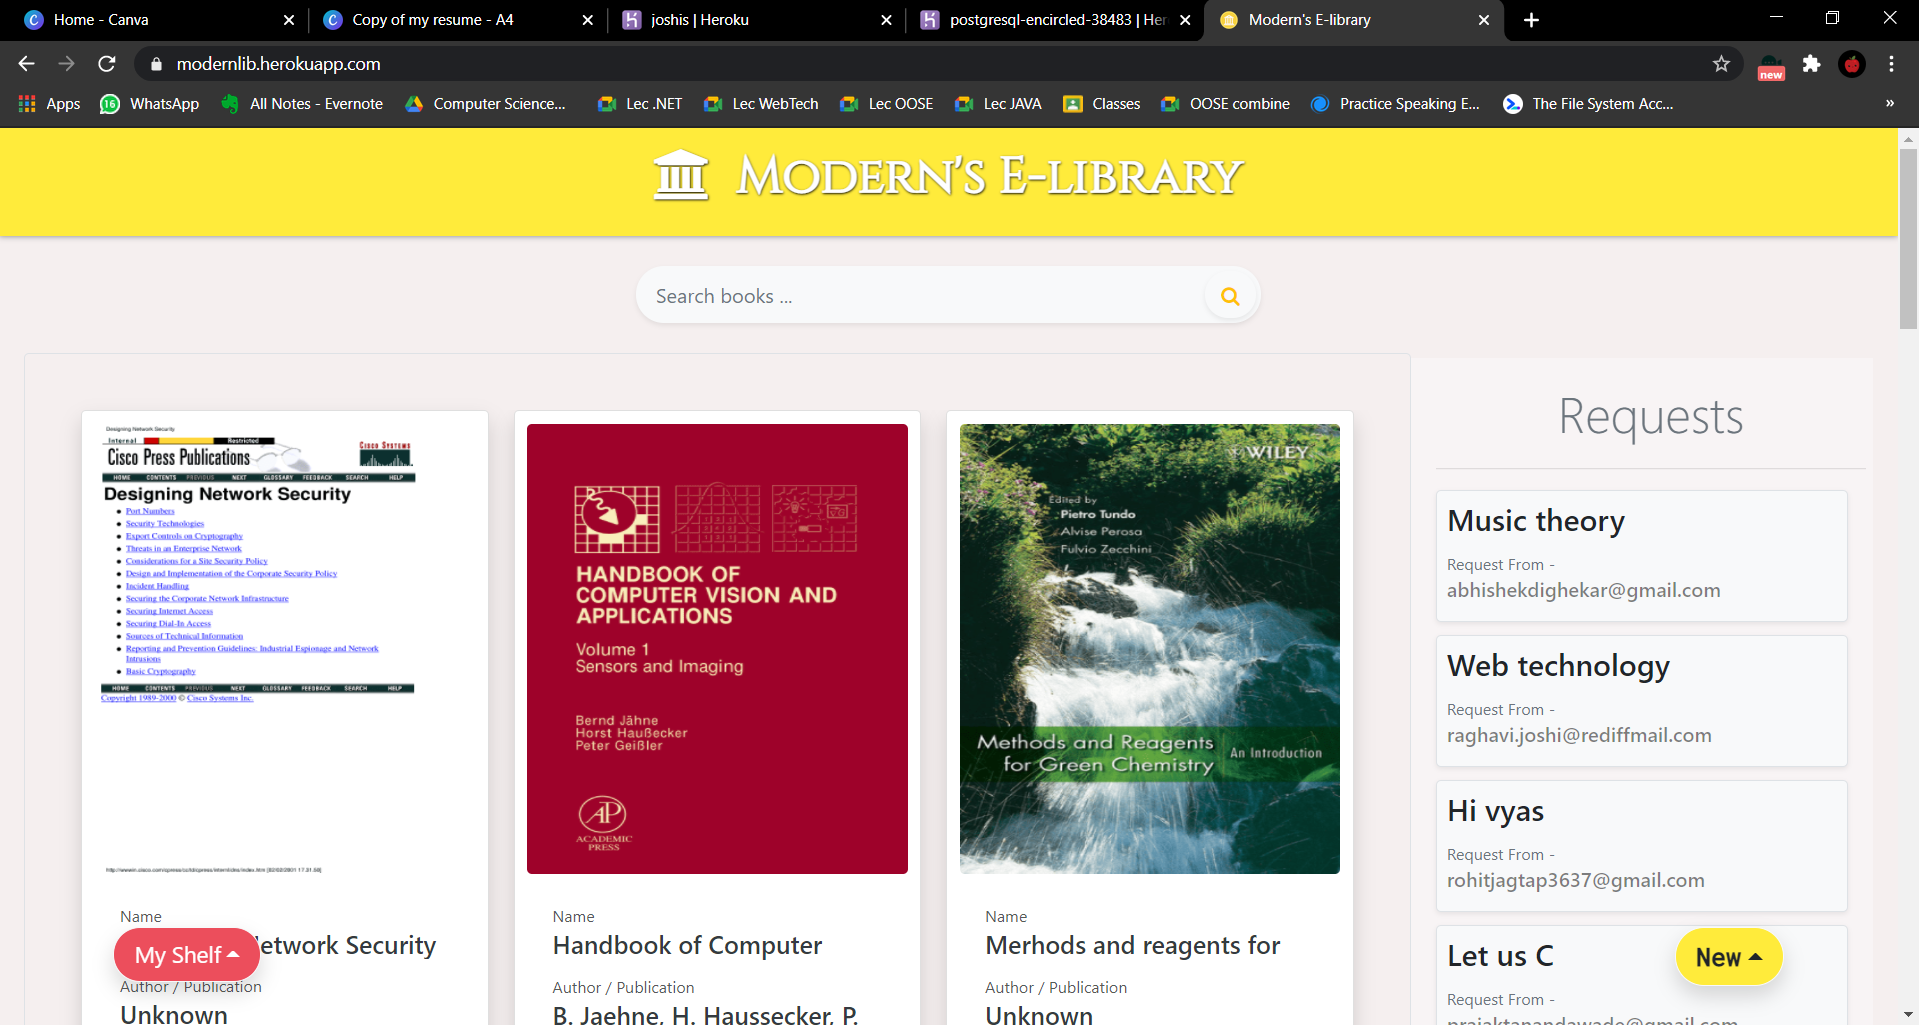 Home - Canva
Copy of my resume - A4
joshis | Heroku
postgresql-encircled-38483 | Her
Modern's E-library
modernlib.herokuapp.com
new
Apps
16
WhatsApp
All Notes - Evernote
Computer Science...
Lec .NET
Lec WebTech
Lec OOSE
Lec JAVA
Classes
OOSE combine
Practice Speaking E...
The File System Acc...
»
MODERN'S E-LIBRARY
Search books ...
Designing Network Security
Internal Restricted
Cisco Press Publications
CISCO SYSTEMS
HOME CONTENTS PREVIOUS NEXT GLOSSARY FEEDBACK SEARCH HELP
Designing Network Security
Port Numbers
Security Technologies
Export Controls on Cryptography
Threats in an Enterprise Network
Considerations for a Site Security Policy
Design and Implementation of the Corporate Security Policy
Incident Handling
Securing the Corporate Network Infrastructure
Securing Internet Access
Securing Dial-In Access
Sources of Technical Information
Reporting and Prevention Guidelines: Industrial Espionage and Network
Intrusions
Basic Cryptography
HOME CONTENTS PREVIOUS NEXT GLOSSARY FEEDBACK SEARCH HELP
Copyright 1989-2000 © Cisco Systems Inc.
Name
etwork Security
My Shelf
Author / Publication
Unknown
HANDBOOK OF
COMPUTER VISION AND
APPLICATIONS
Volume 1
Sensors and Imaging
Bernd Jähne
Horst Haußecker
Peter Geißler
AP
ACADEMIC
PRESS
Name
Handbook of Computer
Author / Publication
B. Jaehne, H. Haussecker, P.
WILEY
Edited by
Pietro Tundo
Alvise Perosa
Fulvio Zecchini
Methods and Reagents
for Green Chemistry
An Introduction
Name
Merhods and reagents for
Author / Publication
Unknown
Requests
Music theory
Request From -
abhishekdighekar@gmail.com
Web technology
Request From -
raghavi.joshi@rediffmail.com
Hi vyas
Request From -
rohitjagtap3637@gmail.com
Let us C
New
Request From -
prajaktanandawade@gmail.com